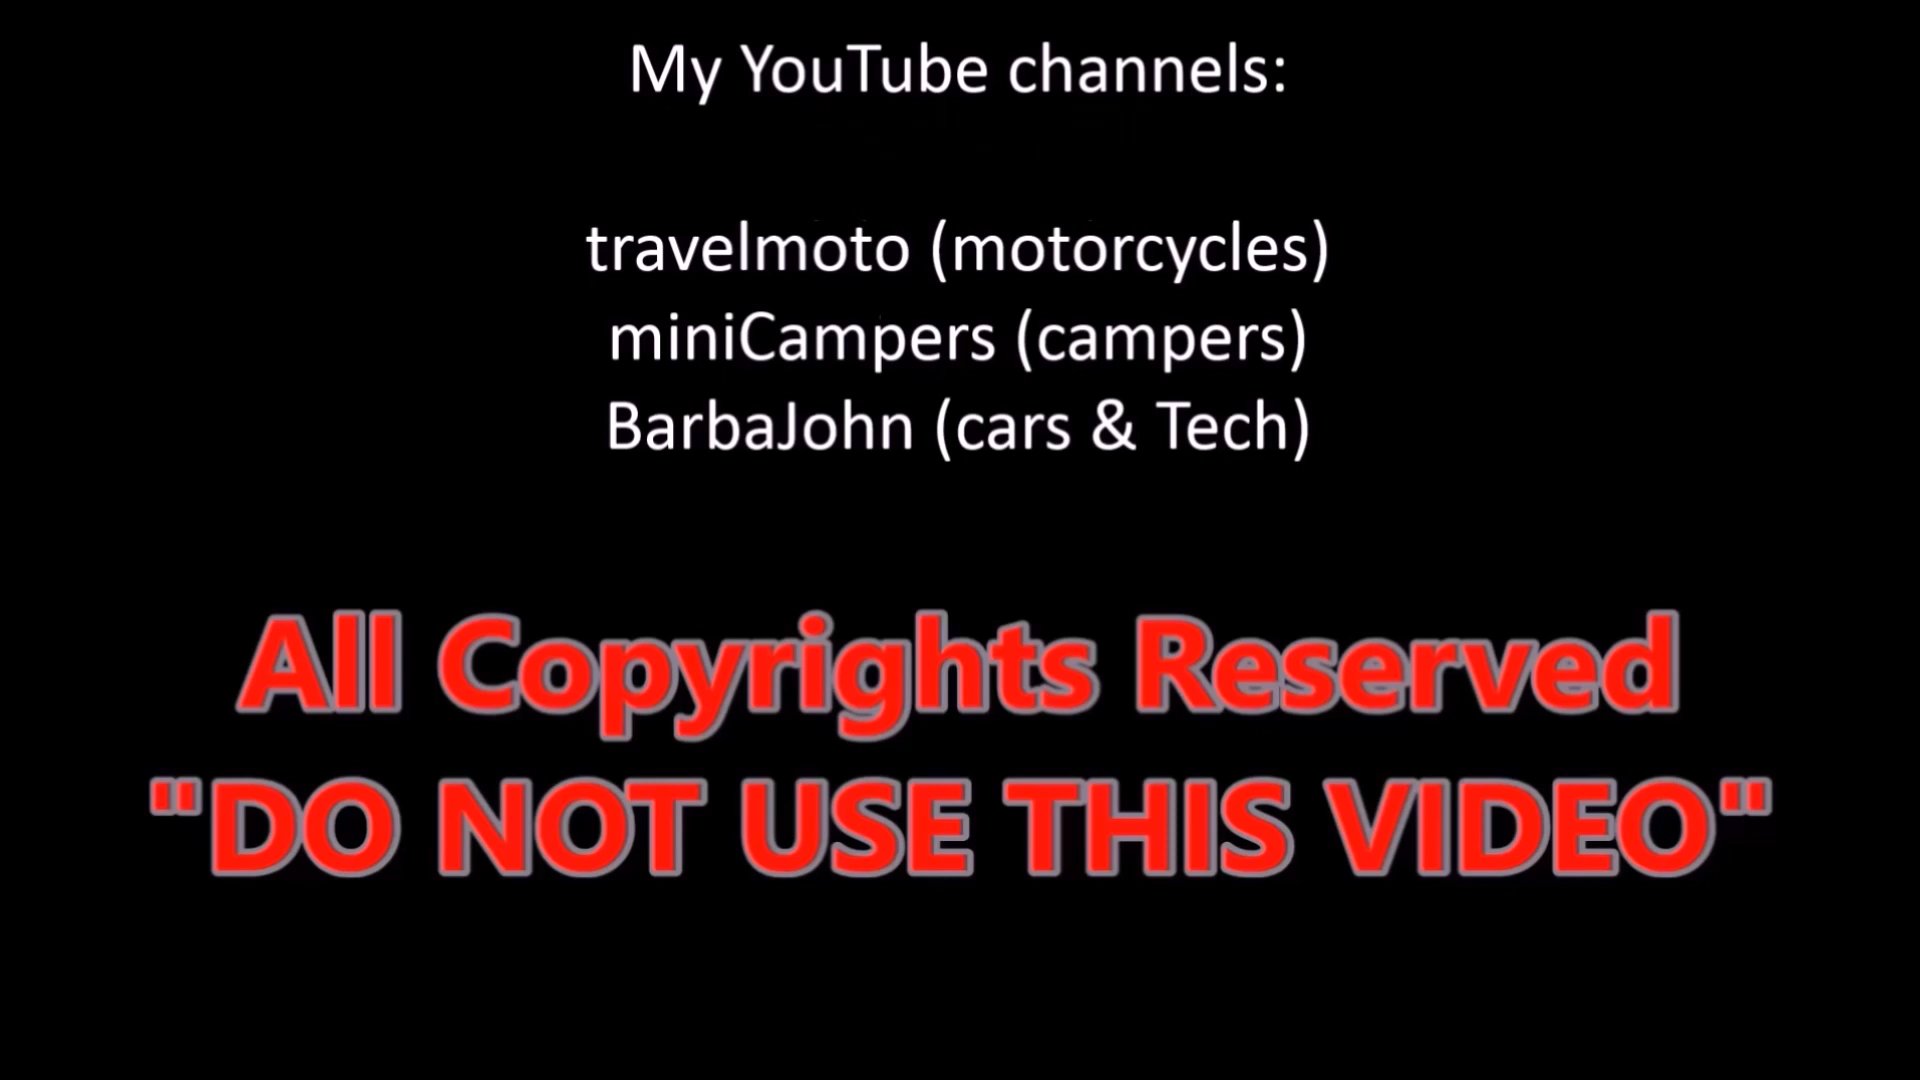 My YouTube channels:
travelmoto (motorcycles)
miniCampers (campers)
BarbaJohn (cars & Tech)
All Copyrights Reserved
"DO NOT USE THIS VIDEO"